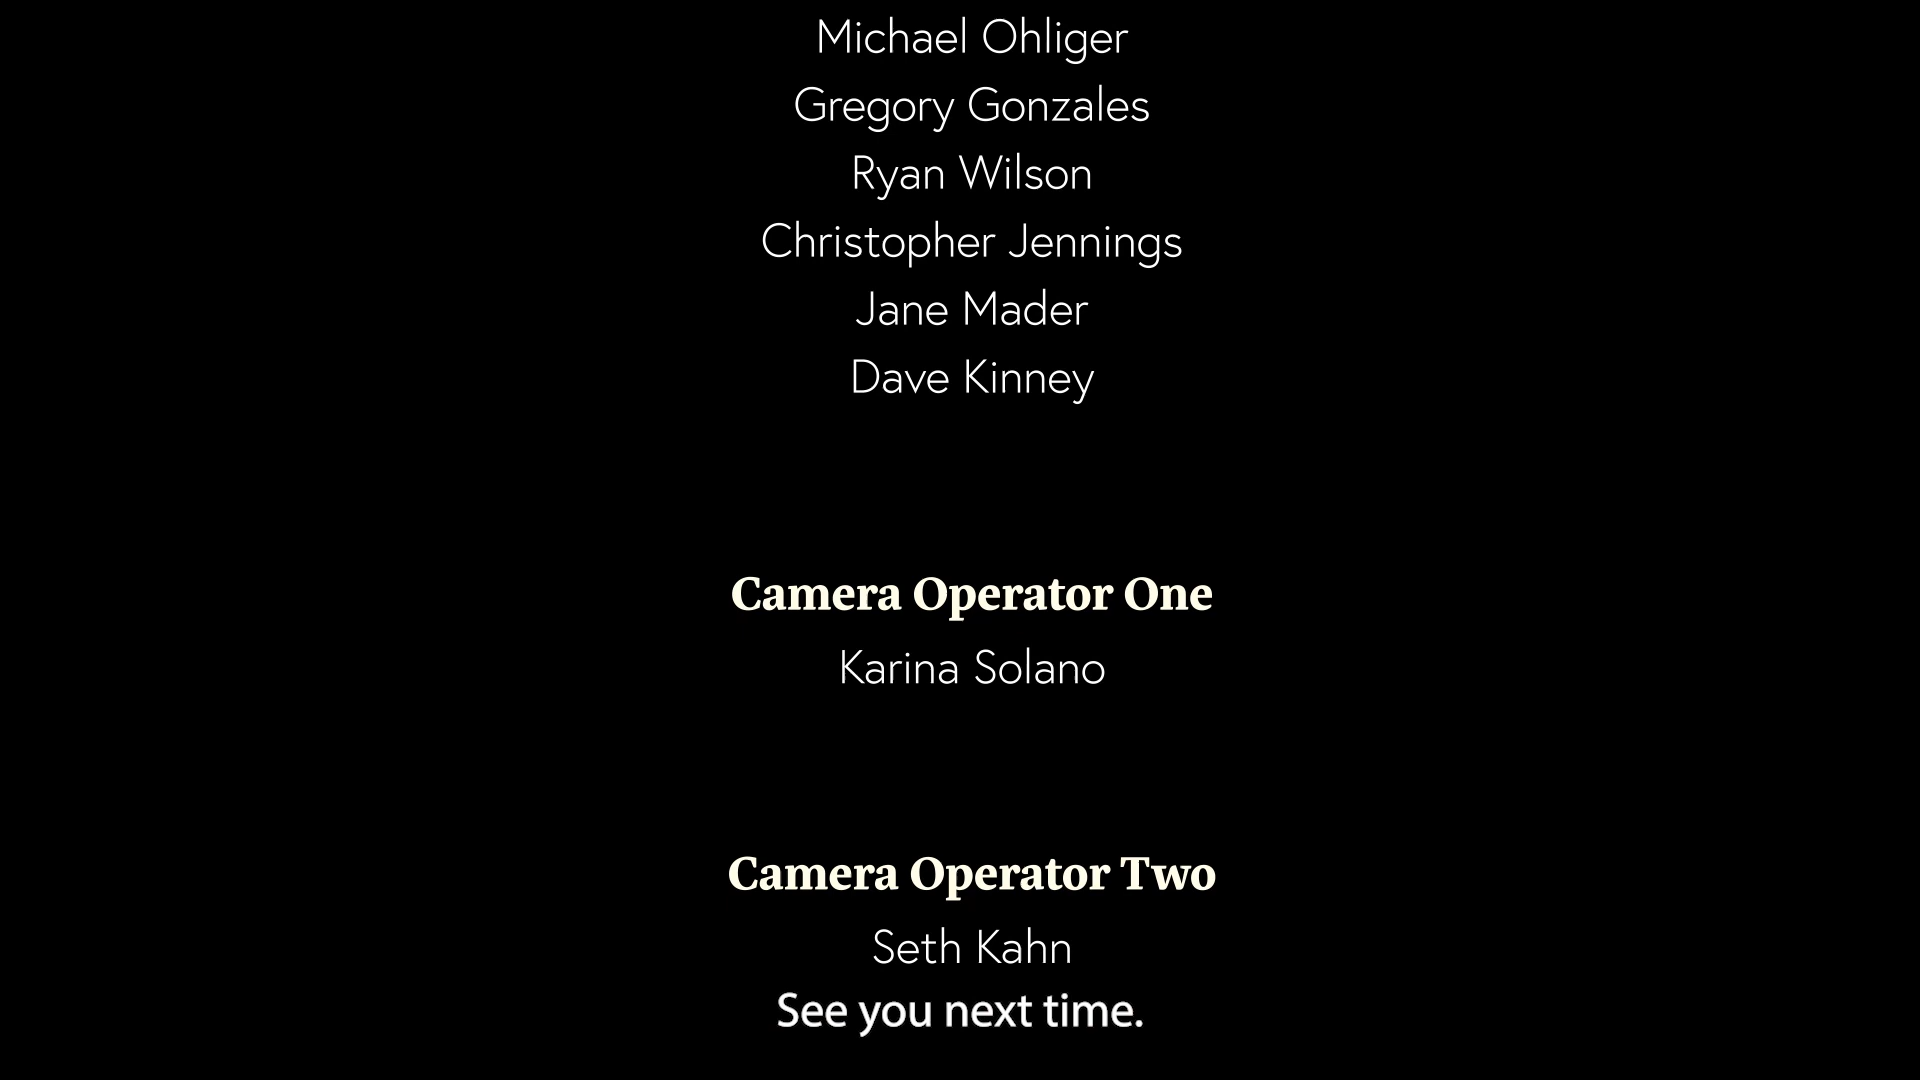 Michael Ohliger
Gregory Gonzales
Ryan Wilson
Christopher Jennings
Jane Mader
Dave Kinney
Camera Operator One
Karina Solano
Camera Operator Two
Seth Kahn
See you next time.